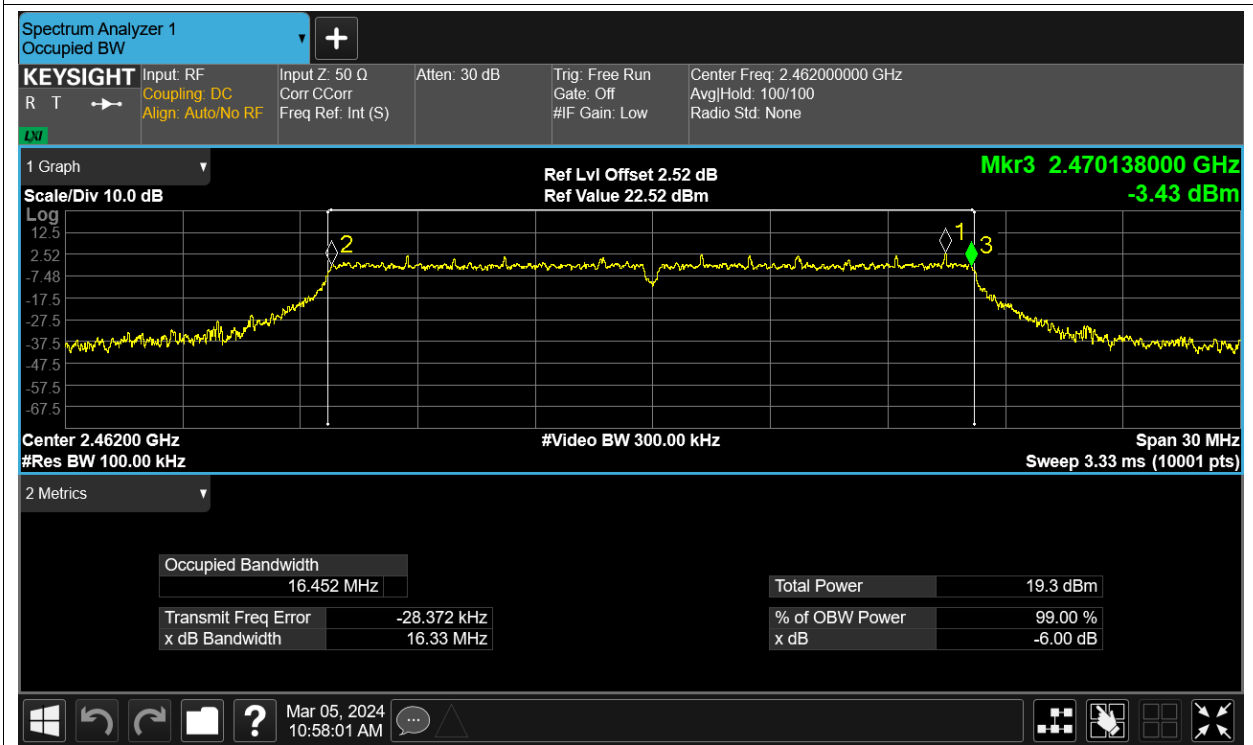 Spectrum Analyzer 1
Occupied BW
KEYSIGHT
R T
LXI
Input: RF
Coupling: DC
Align: Auto/No RF
Input Z: 50 Ω
Corr CCorr
Freq Ref: Int (S)
Atten: 30 dB
Trig: Free Run
Gate: Off
#IF Gain: Low
Center Freq: 2.462000000 GHz
Avg|Hold: 100/100
Radio Std: None
1 Graph
Scale/Div 10.0 dB
Ref Lvl Offset 2.52 dB
Ref Value 22.52 dBm
Mkr3 2.470138000 GHz
-3.43 dBm
Log
12.5
2.52
-7.48
-17.5
-27.5
-37.5
-47.5
-57.5
-67.5
2
1
3
Center 2.46200 GHz
#Video BW 300.00 kHz
Span 30 MHz
#Res BW 100.00 kHz
Sweep 3.33 ms (10001 pts)
2 Metrics
Occupied Bandwidth
16.452 MHz
Transmit Freq Error -28.372 kHz
x dB Bandwidth 16.33 MHz
Total Power 19.3 dBm
% of OBW Power 99.00 %
x dB -6.00 dB
?
Mar 05, 2024
10:58:01 AM